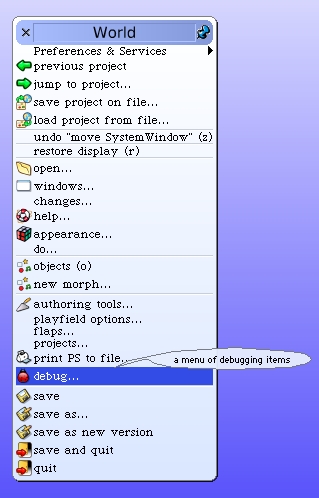 World
Preferences & Services
previous project
jump to project...
save project on file...
load project from file...
undo "move SystemWindow" (z)
restore display (r)
open...
windows...
changes...
help...
appearance...
do...
objects (o)
new morph...
authoring tools...
playfield options...
flaps...
projects...
print PS to file...
a menu of debugging items
debug...
save
save as...
save as new version
save and quit
quit